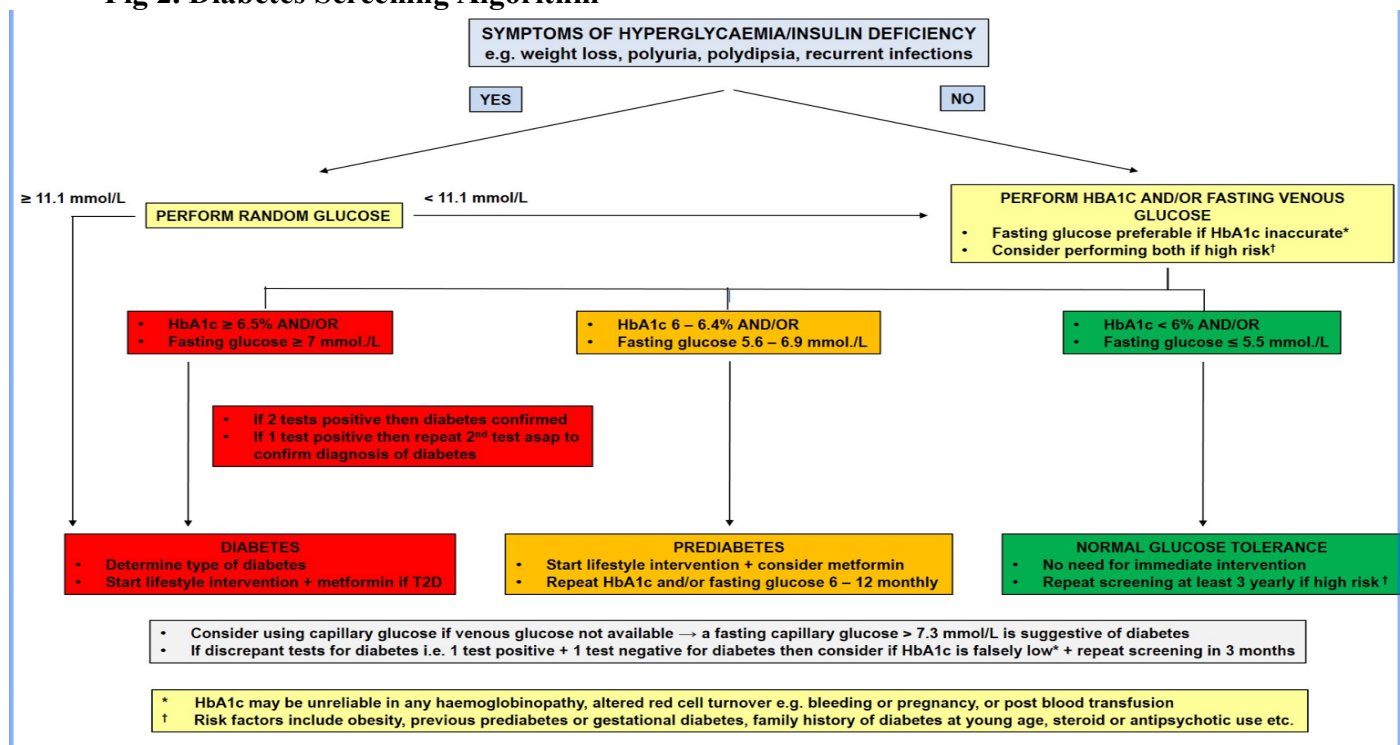 Fig 2. Diabetes Screening Algorithm
SYMPTOMS OF HYPERGLYCAEMIA/INSULIN DEFICIENCY
e.g. weight loss, polyuria, polydipsia, recurrent infections
YES
NO
≥ 11.1 mmol/L
PERFORM RANDOM GLUCOSE
< 11.1 mmol/L
PERFORM HBA1C AND/OR FASTING VENOUS
GLUCOSE
• Fasting glucose preferable if HbA1c inaccurate*
• Consider performing both if high risk†
• HbA1c ≥ 6.5% AND/OR
• Fasting glucose ≥ 7 mmol./L
• HbA1c 6 – 6.4% AND/OR
• Fasting glucose 5.6 – 6.9 mmol./L
• HbA1c < 6% AND/OR
• Fasting glucose ≤ 5.5 mmol./L
• If 2 tests positive then diabetes confirmed
• If 1 test positive then repeat 2nd test asap to
confirm diagnosis of diabetes
DIABETES
• Determine type of diabetes
• Start lifestyle intervention + metformin if T2D
PREDIABETES
• Start lifestyle intervention + consider metformin
• Repeat HbA1c and/or fasting glucose 6 – 12 monthly
NORMAL GLUCOSE TOLERANCE
• No need for immediate intervention
• Repeat screening at least 3 yearly if high risk†
• Consider using capillary glucose if venous glucose not available → a fasting capillary glucose > 7.3 mmol/L is suggestive of diabetes
• If discrepant tests for diabetes i.e. 1 test positive + 1 test negative for diabetes then consider if HbA1c is falsely low* + repeat screening in 3 months
* HbA1c may be unreliable in any haemoglobinopathy, altered red cell turnover e.g. bleeding or pregnancy, or post blood transfusion
† Risk factors include obesity, previous prediabetes or gestational diabetes, family history of diabetes at young age, steroid or antipsychotic use etc.